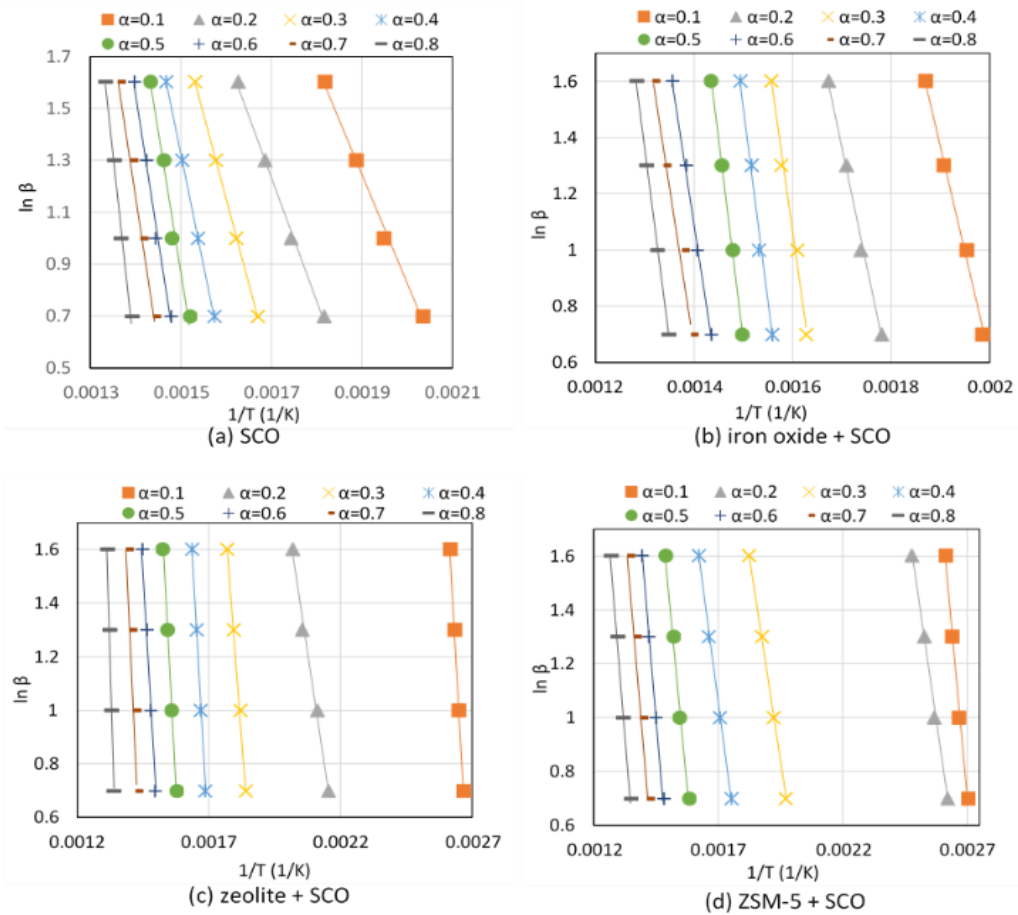 α=0.1 α=0.2 α=0.3 α=0.4
α=0.5 α=0.6 α=0.7 α=0.8
1.7
1.5
1.3
1.1
0.9
0.7
0.5
ln β
0.0013 0.0015 0.0017 0.0019 0.0021
1/T (1/K)
(a) SCO
α=0.1 α=0.2 α=0.3 α=0.4
α=0.5 α=0.6 α=0.7 α=0.8
1.6
1.4
1.2
1
0.8
0.6
ln β
0.0012 0.0014 0.0016 0.0018 0.002
1/T (1/K)
(b) iron oxide + SCO
α=0.1 α=0.2 α=0.3 α=0.4
α=0.5 α=0.6 α=0.7 α=0.8
1.6
1.4
1.2
1
0.8
0.6
ln β
0.0012 0.0017 0.0022 0.0027
1/T (1/K)
(c) zeolite + SCO
α=0.1 α=0.2 α=0.3 α=0.4
α=0.5 α=0.6 α=0.7 α=0.8
1.6
1.4
1.2
1
0.8
0.6
ln β
0.0012 0.0017 0.0022 0.0027
1/T (1/K)
(d) ZSM-5 + SCO